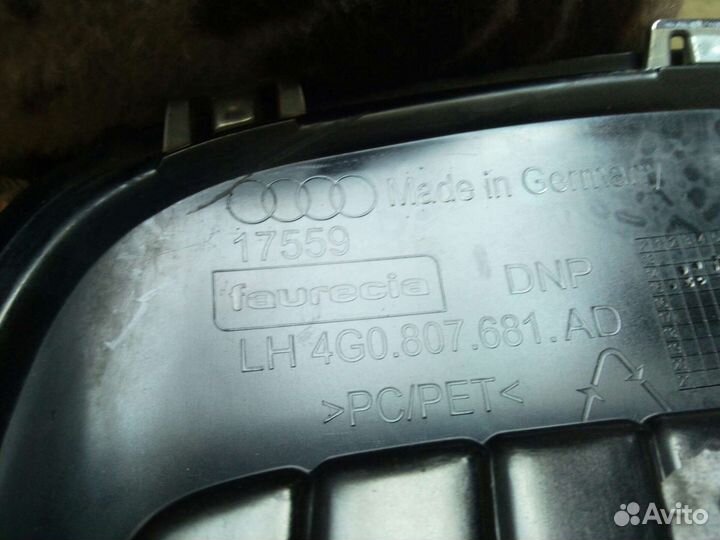 Made in Germany
17559
faurecia DNP
LH 4G0.807.681.AD
>PC/PET<
Avito